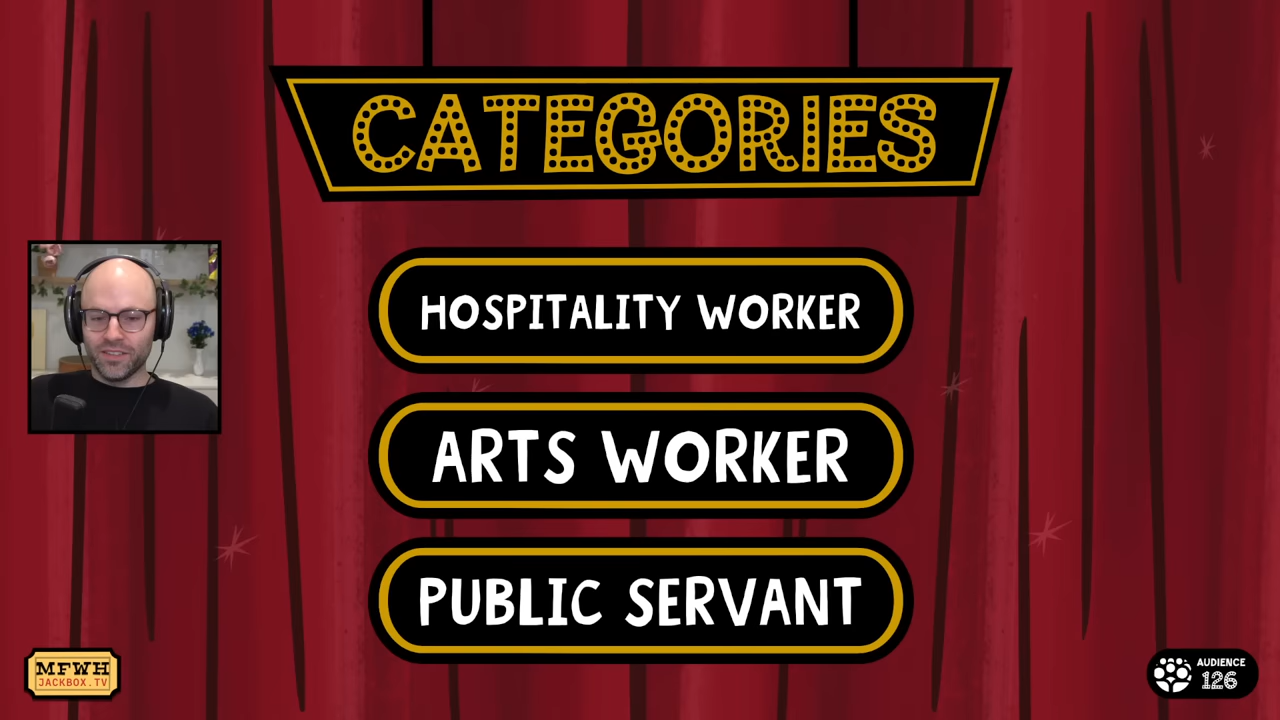 CATEGORIES
HOSPITALITY WORKER
ARTS WORKER
PUBLIC SERVANT
MFWH
JACKBOX.TV
AUDIENCE
126